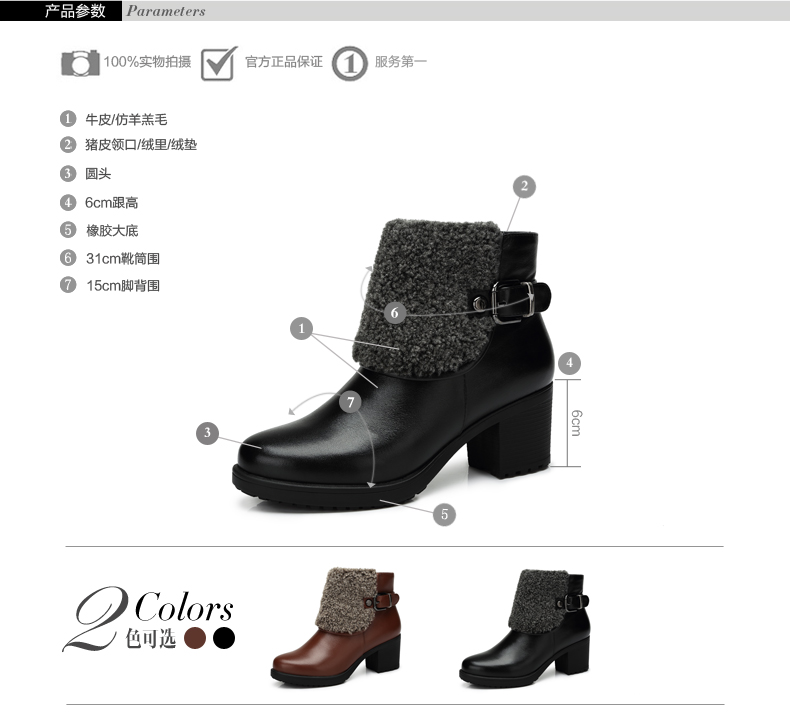 产品参数 Parameters
100%实物拍摄 官方正品保证 1 服务第一
1 牛皮/仿羊羔毛
2 猪皮领口/绒里/绒垫
3 圆头
4 6cm跟高
5 橡胶大底
6 31cm靴筒围
7 15cm脚背围
2
6
1
4
7
6cm
3
5
2 Colors
色可选